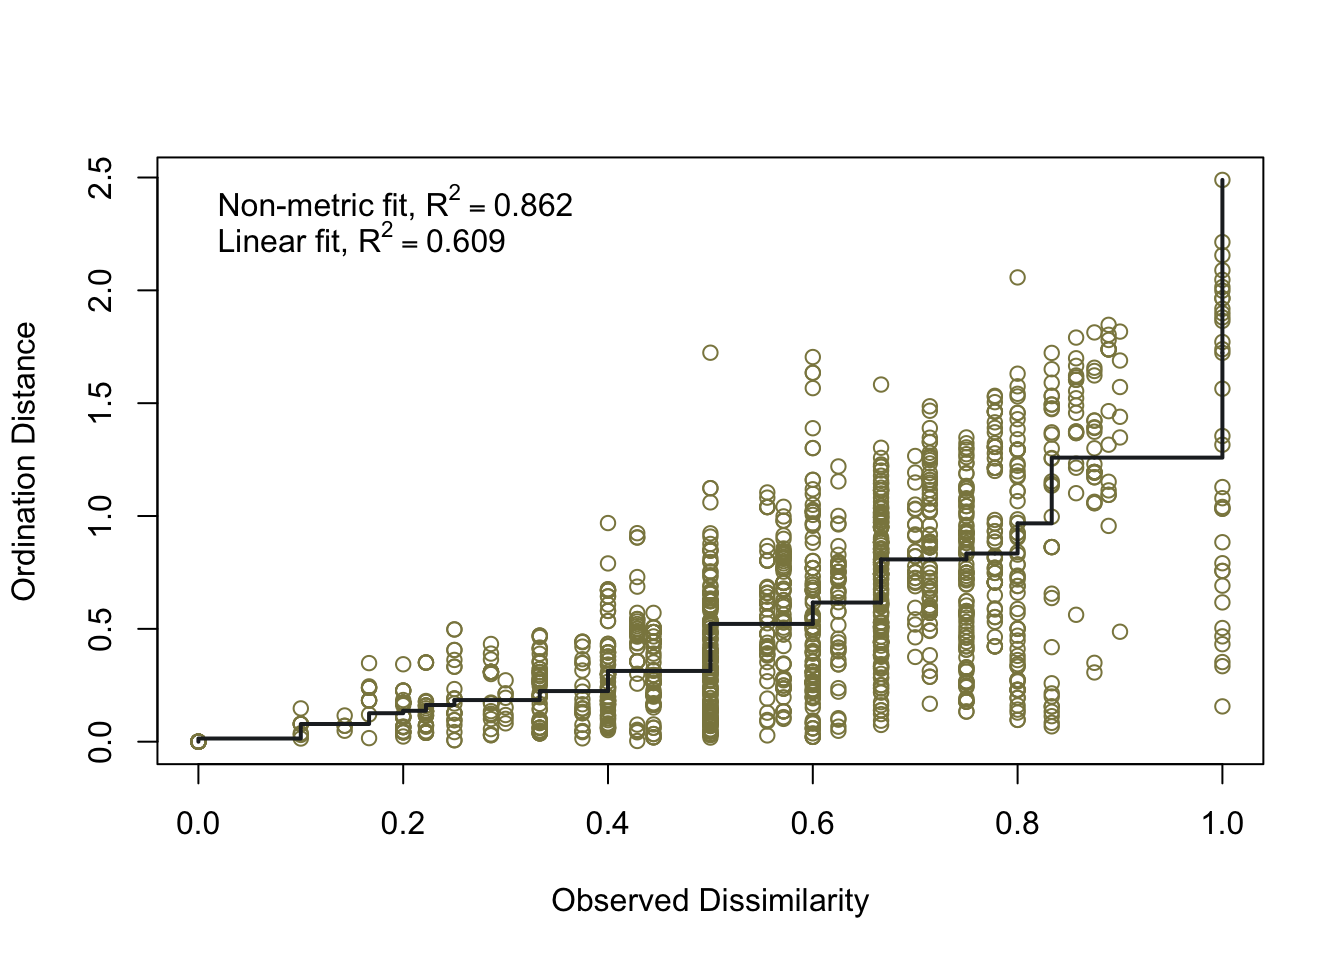 Non-metric fit, R² = 0.862
Linear fit, R² = 0.609
Ordination Distance
2.5
2.0
1.5
1.0
0.5
0.0
0.0 0.2 0.4 0.6 0.8 1.0
Observed Dissimilarity